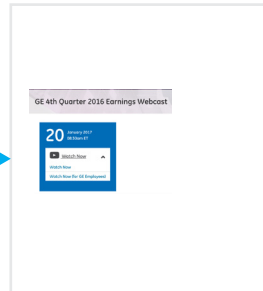 GE 4th Quarter 2016 Earnings Webcast
20 January 2017
08:30am ET
Watch Now
Watch Now
Watch Now (for GE Employees)